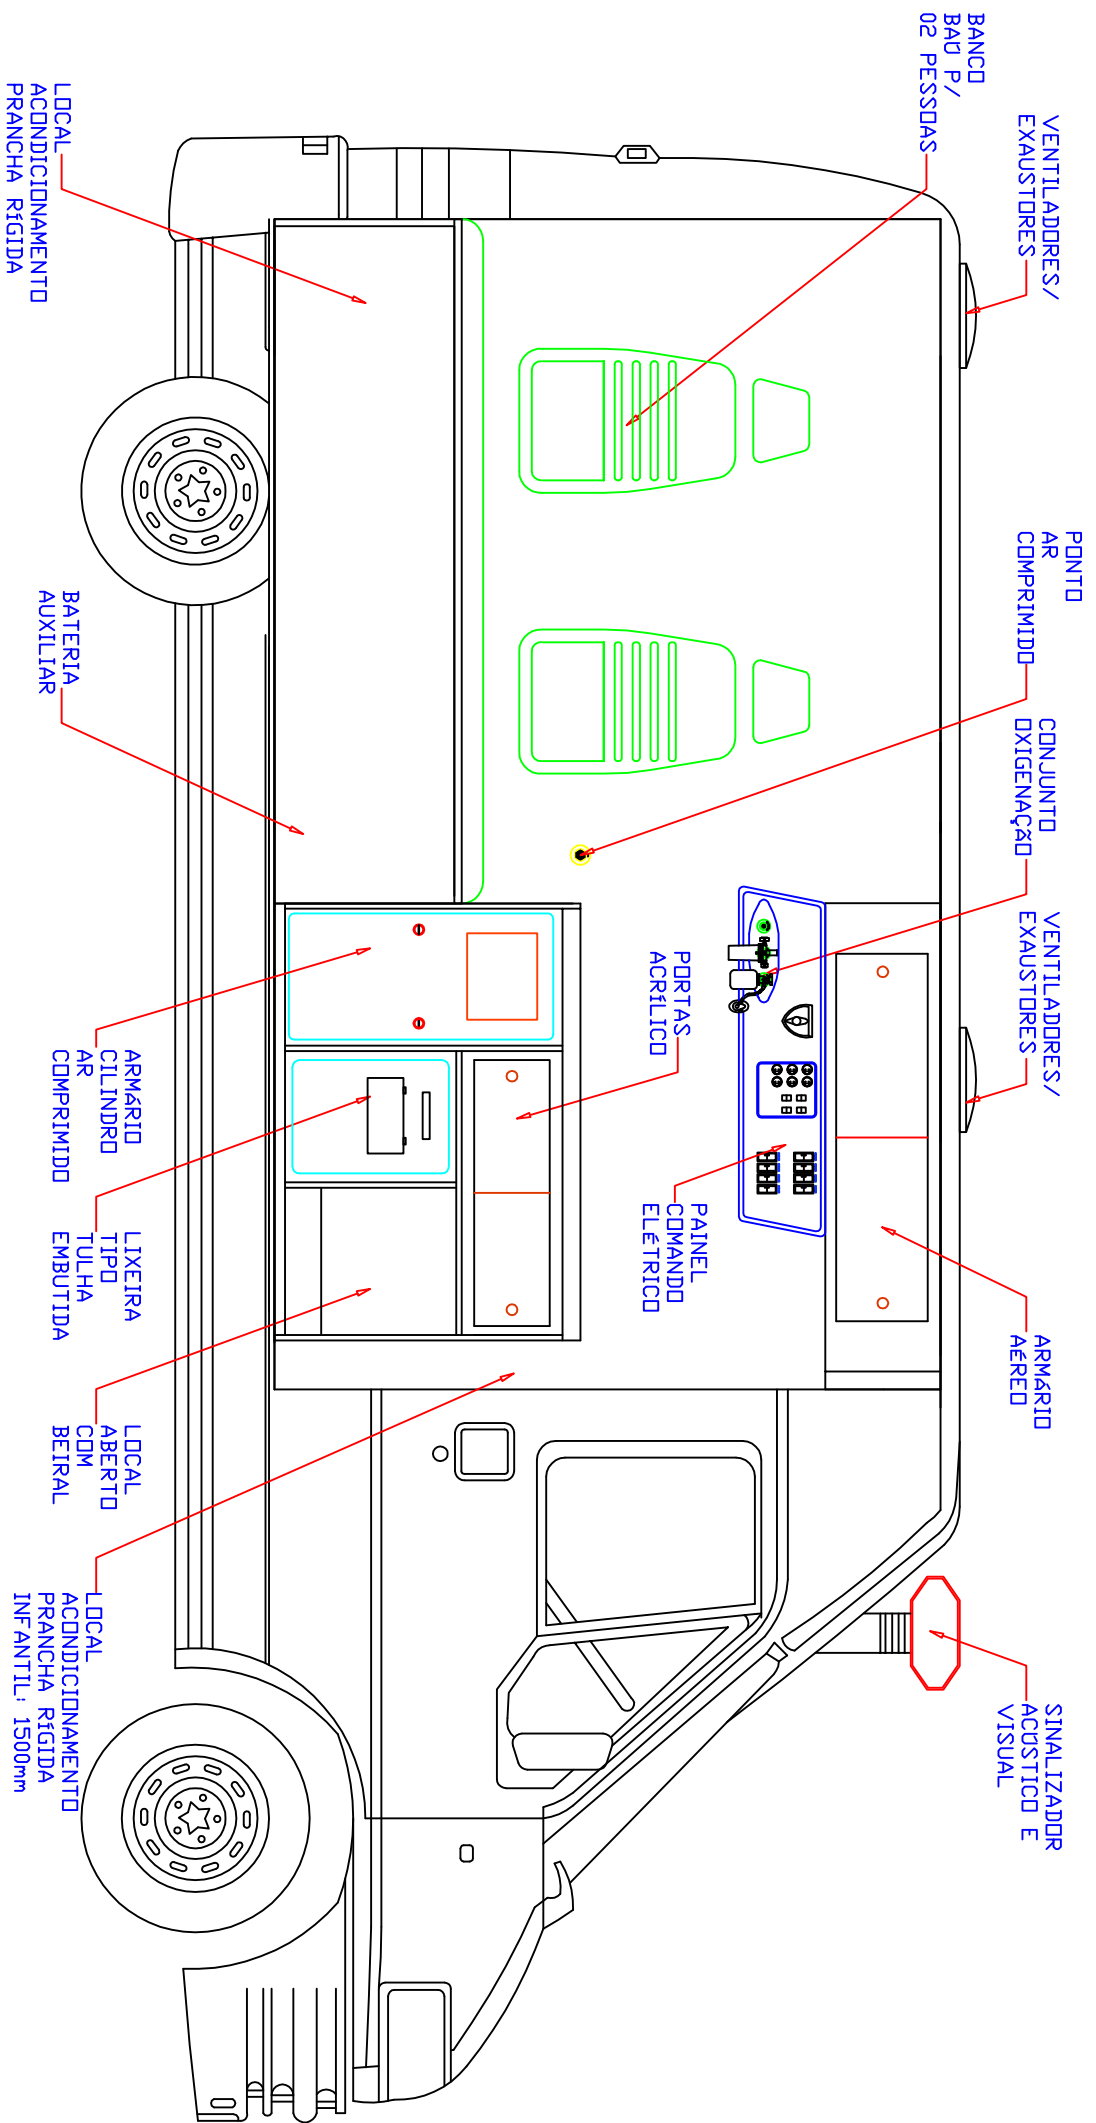 BANCO
BAÚ P/
02 PESSOAS
VENTILADORES/
EXAUSTORES
PONTO
AR
COMPRIMIDO
CONJUNTO
OXIGENAÇÃO
VENTILADORES/
EXAUSTORES
ARMÁRIO
AÉREO
SINALIZADOR
ACÚSTICO E
VISUAL
PORTAS
ACRÍLICO
PAINEL
COMANDO
ELÉTRICO
LOCAL
ACONDICIONAMENTO
PRANCHA RÍGIDA
BATERIA
AUXILIAR
ARMÁRIO
CILINDRO
AR
COMPRIMIDO
LIXEIRA
TIPO
TULHA
EMBUTIDA
LOCAL
ABERTO
COM
BEIRAL
LOCAL
ACONDICIONAMENTO
PRANCHA RÍGIDA
INFANTIL: 1500mm